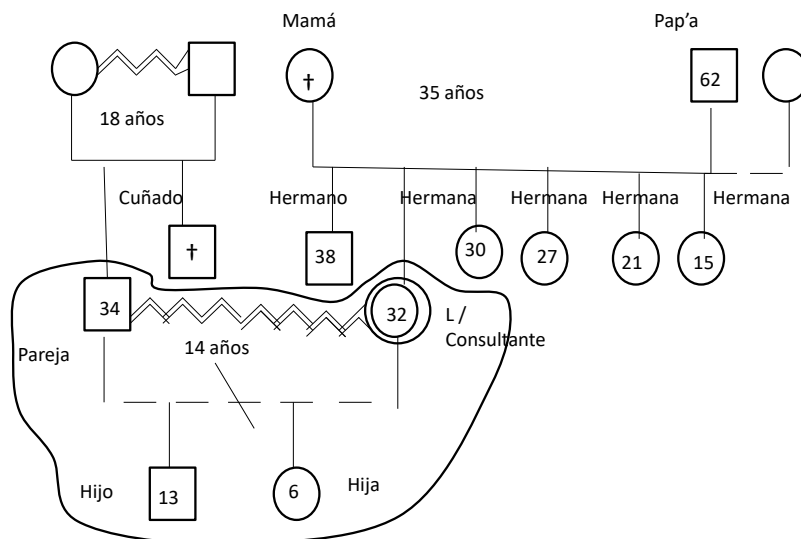 Mamá
Pap'a
†
62
35 años
18 años
Cuñado
Hermano
Hermana
Hermana
Hermana
Hermana
†
38
30
27
21
15
34
32
L /
Consultante
Pareja
14 años
Hijo
13
6
Hija